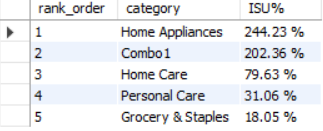 rank_order category ISU%
1 Home Appliances 244.23 %
2 Combo1 202.36 %
3 Home Care 79.63 %
4 Personal Care 31.06 %
5 Grocery & Staples 18.05 %